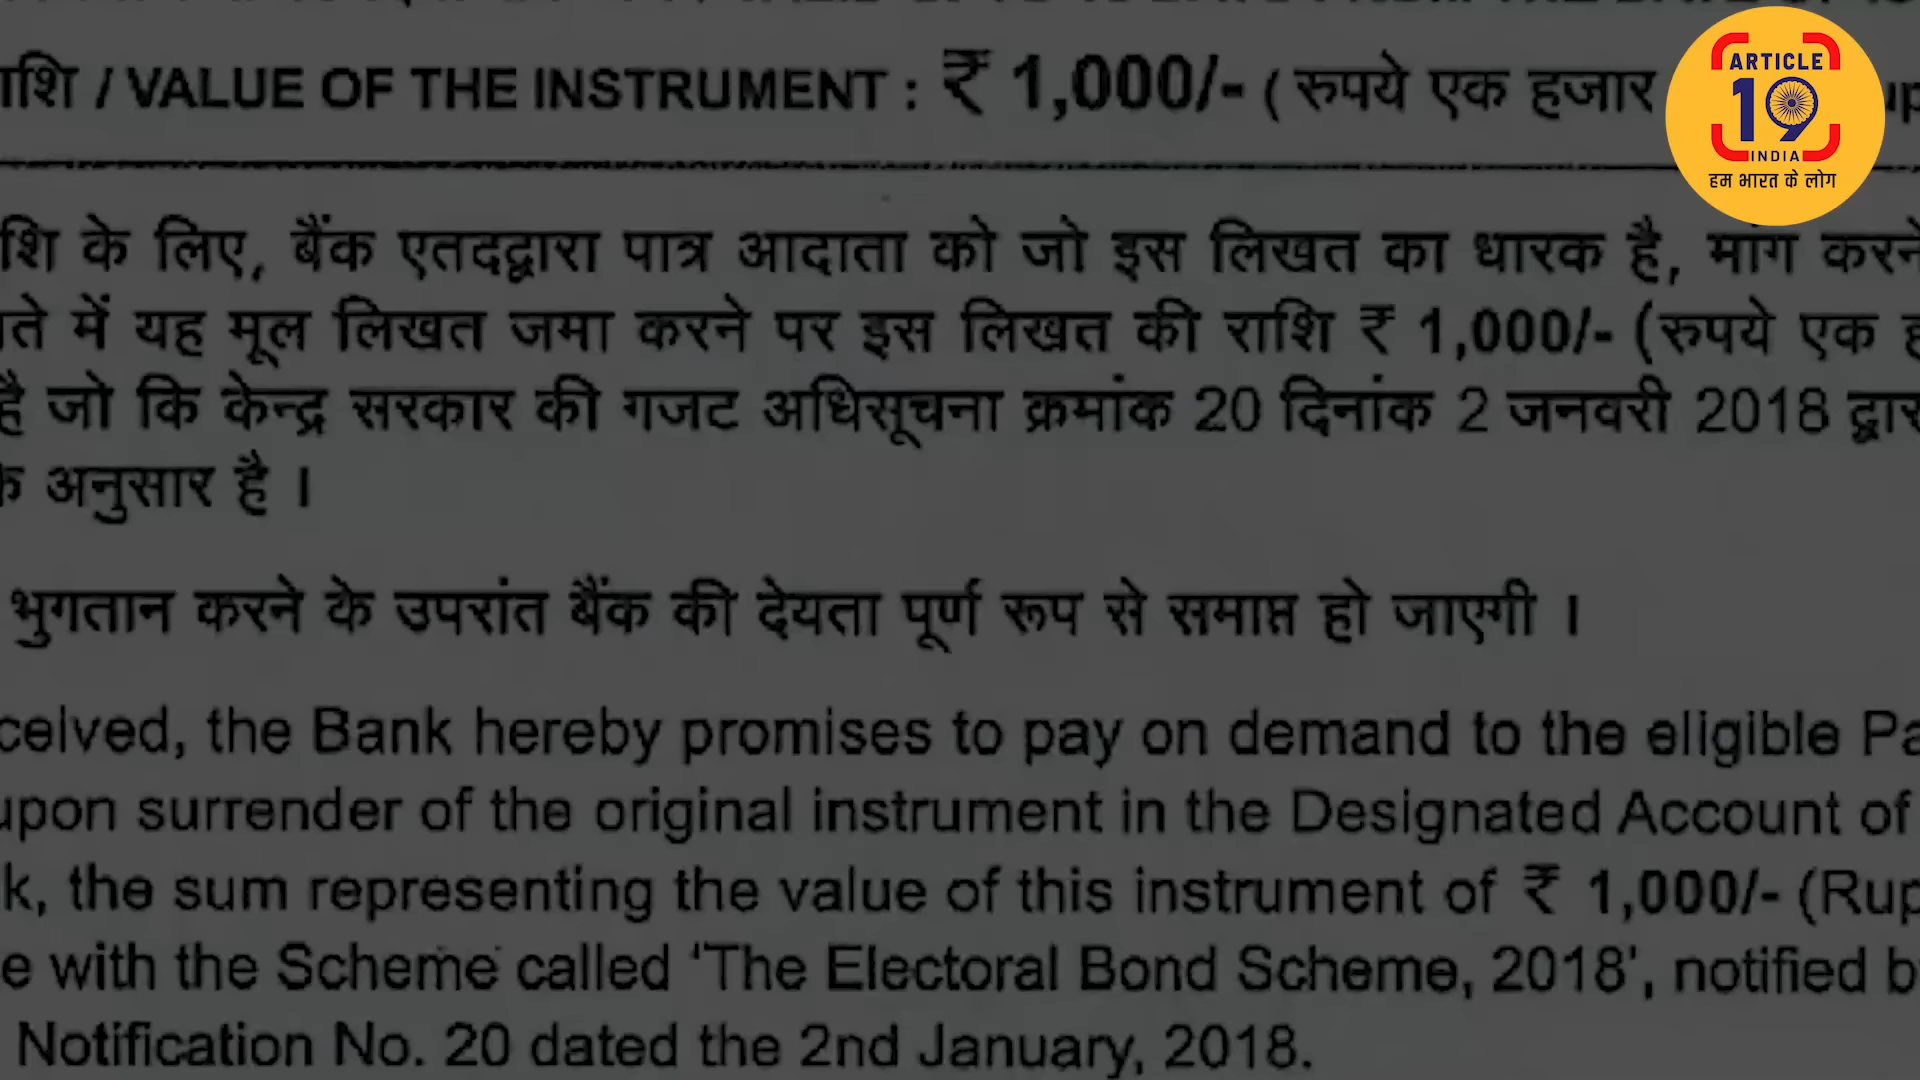 राशि / VALUE OF THE INSTRUMENT : ₹ 1,000/- ( रुपये एक हजार
ARTICLE
19
INDIA
हम भारत के लोग
के लिए, बैंक एतदद्वारा पात्र आदाता को जो इस लिखत का धारक है, मांग करने
में यह मूल लिखत जमा करने पर इस लिखत की राशि ₹ 1,000/- (रुपये एक
है जो कि केन्द्र सरकार की गजट अधिसूचना क्रमांक 20 दिनांक 2 जनवरी 2018
के अनुसार है ।
भुगतान करने के उपरांत बैंक की देयता पूर्ण रूप से समाप्त हो जाएगी ।
the Bank hereby promises to pay on demand to the eligible
upon surrender of the original instrument in the Designated Account of
the sum representing the value of this instrument of ₹ 1,000/-
with the Scheme called ‘The Electoral Bond Scheme, 2018’, notified
Notification No. 20 dated the 2nd January, 2018.